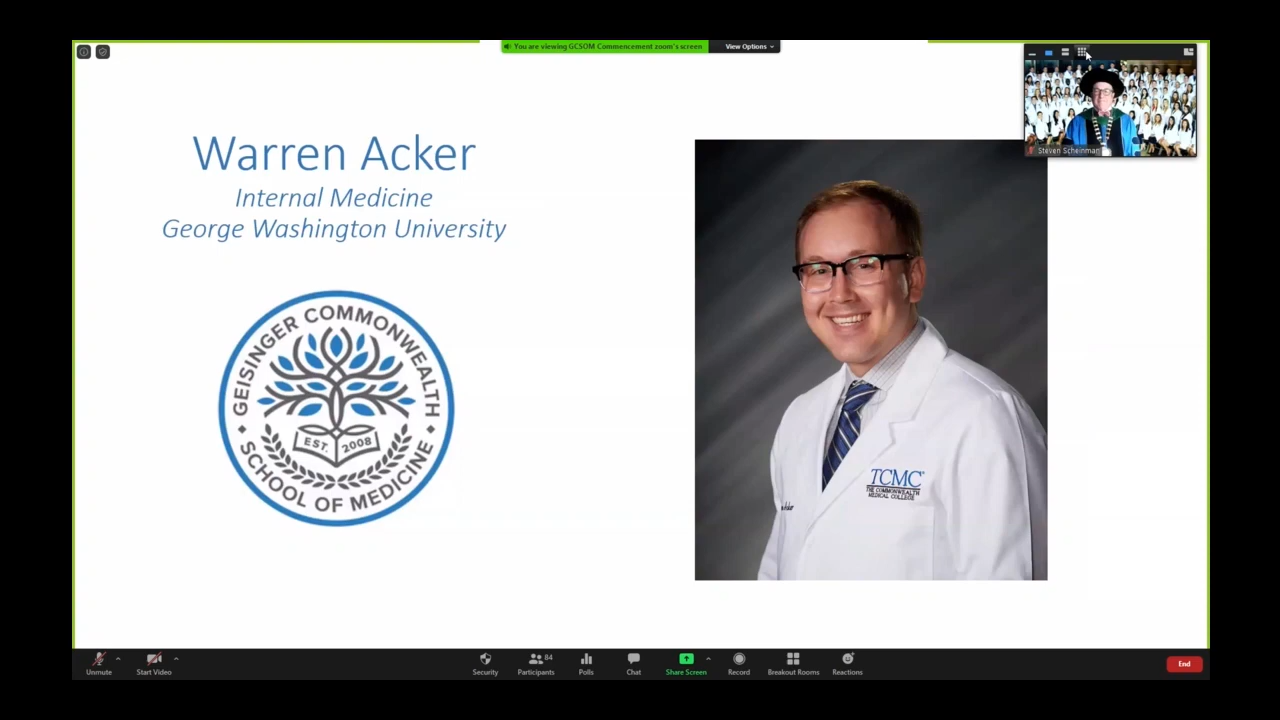 You are viewing GCSOM Commencement zoom's screen
View Options
Steven Scheinman
Warren Acker
Internal Medicine
George Washington University
GEISINGER COMMONWEALTH
EST. 2008
SCHOOL OF MEDICINE
TCMC
THE COMMONWEALTH
MEDICAL COLLEGE
Unmute
Start Video
Security
84
Participants
Polls
Chat
Share Screen
Record
Breakout Rooms
Reactions
End